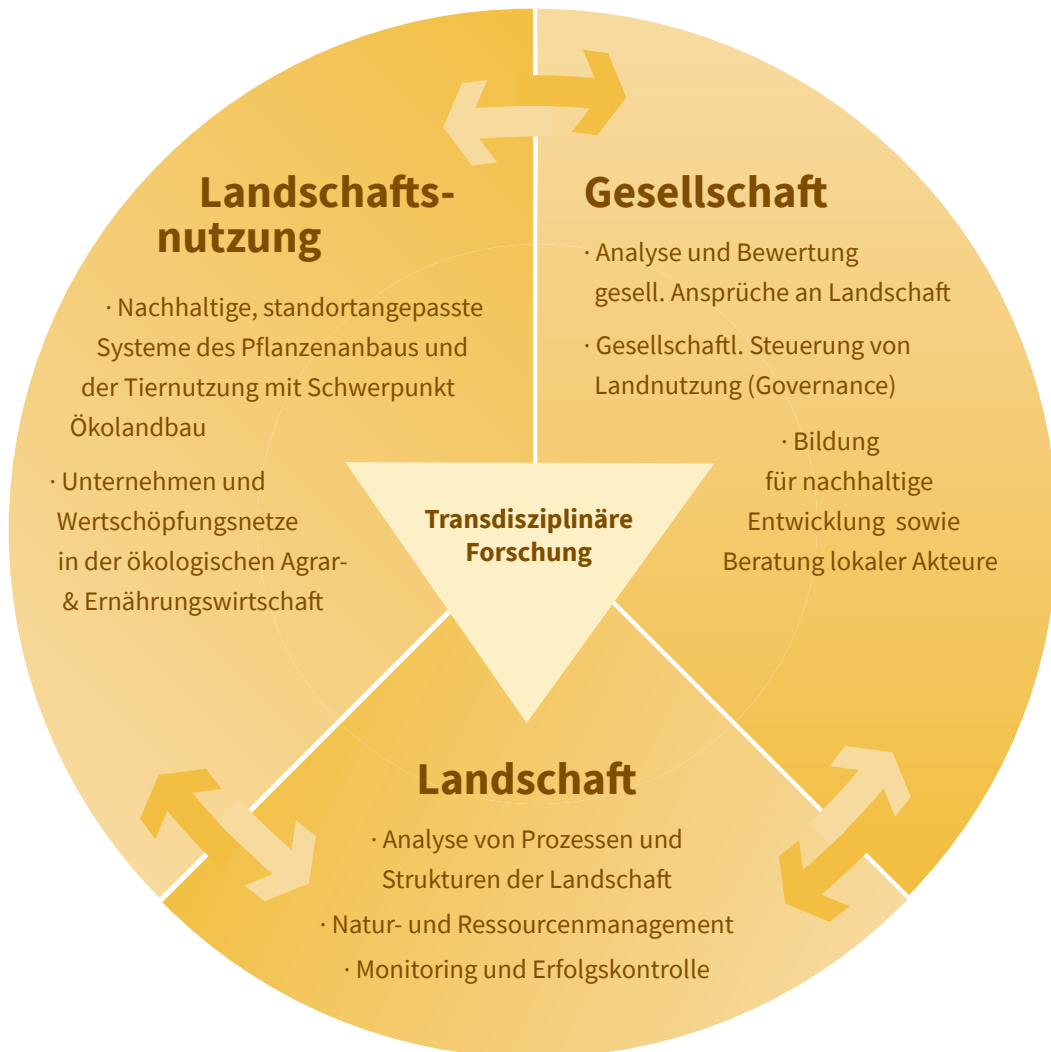 Landschafts-
nutzung
· Nachhaltige, standortangepasste
Systeme des Pflanzenanbaus und
der Tiernutzung mit Schwerpunkt
Ökolandbau
· Unternehmen und
Wertschöpfungsnetze
in der ökologischen Agrar-
& Ernährungswirtschaft
Gesellschaft
· Analyse und Bewertung
gesell. Ansprüche an Landschaft
· Gesellschaftl. Steuerung von
Landnutzung (Governance)
· Bildung
für nachhaltige
Entwicklung sowie
Beratung lokaler Akteure
Transdisziplinäre
Forschung
Landschaft
· Analyse von Prozessen und
Strukturen der Landschaft
· Natur- und Ressourcenmanagement
· Monitoring und Erfolgskontrolle